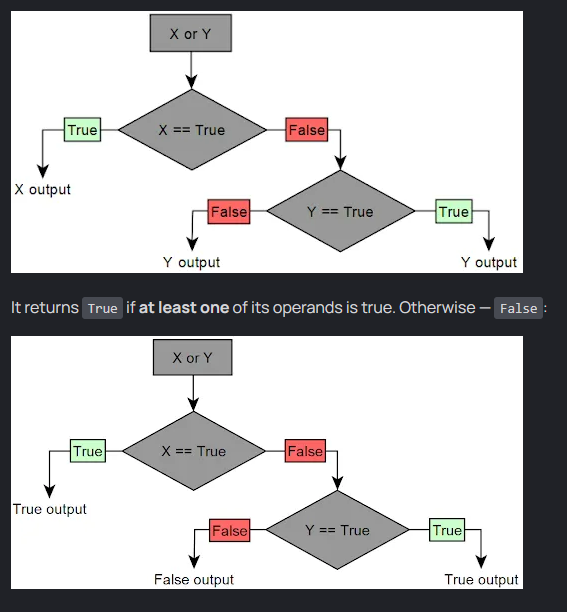 X or Y
True
X == True
False
X output
False
Y == True
True
Y output
Y output
It returns True if at least one of its operands is true. Otherwise — False :
X or Y
True
X == True
False
True output
False
Y == True
True
False output
True output